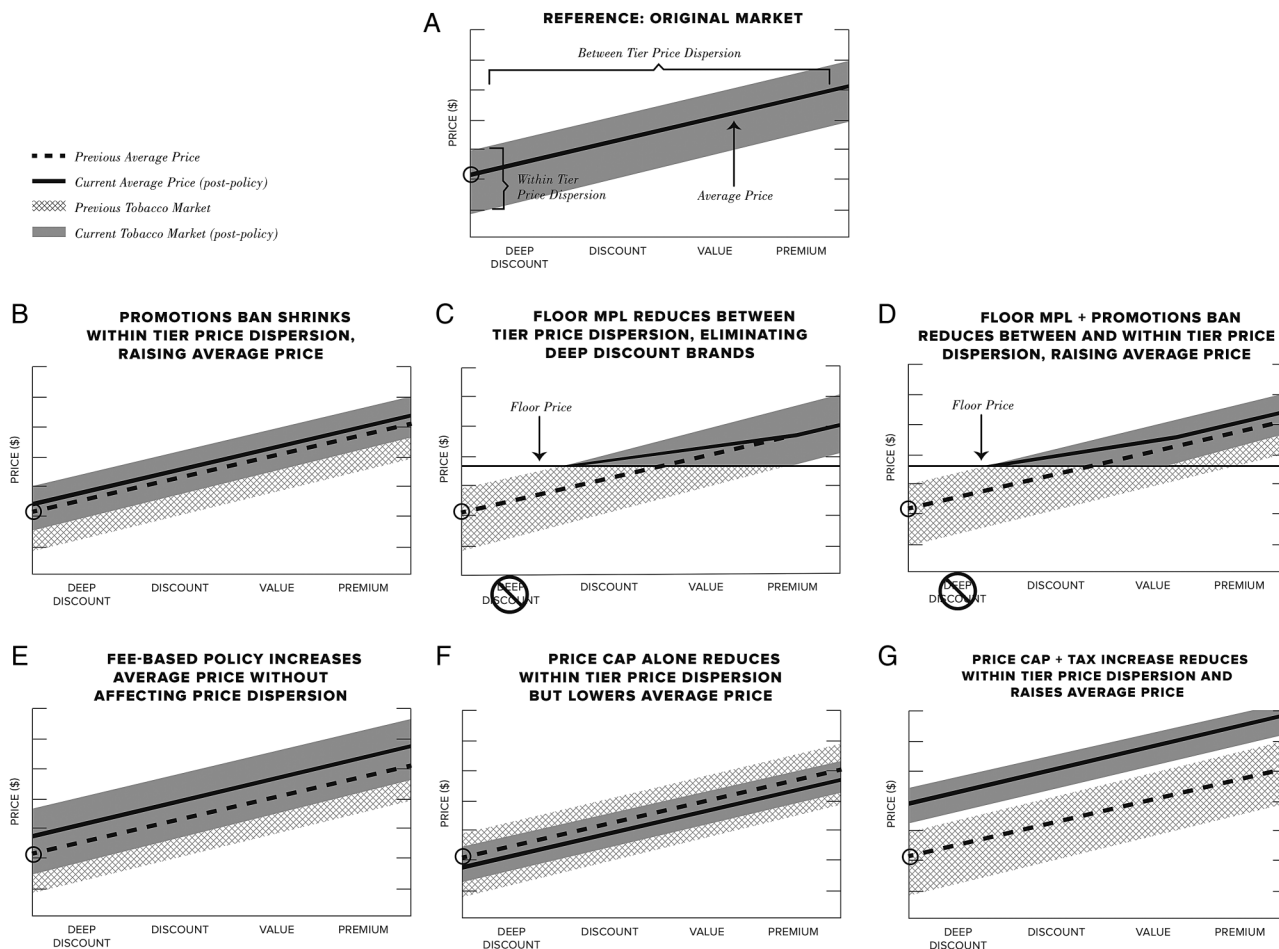 A
REFERENCE: ORIGINAL MARKET
Between Tier Price Dispersion
PRICE ($)
Within Tier
Price Dispersion
Average Price
DEEP
DISCOUNT
DISCOUNT
VALUE
PREMIUM
Previous Average Price
Current Average Price (post-policy)
Previous Tobacco Market
Current Tobacco Market (post-policy)
B
PROMOTIONS BAN SHRINKS
WITHIN TIER PRICE DISPERSION,
RAISING AVERAGE PRICE
PRICE ($)
DEEP
DISCOUNT
DISCOUNT
VALUE
PREMIUM
C
FLOOR MPL REDUCES BETWEEN
TIER PRICE DISPERSION, ELIMINATING
DEEP DISCOUNT BRANDS
Floor Price
PRICE ($)
DEEP
DISCOUNT
DISCOUNT
VALUE
PREMIUM
D
FLOOR MPL + PROMOTIONS BAN
REDUCES BETWEEN AND WITHIN TIER PRICE
DISPERSION, RAISING AVERAGE PRICE
Floor Price
PRICE ($)
DEEP
DISCOUNT
DISCOUNT
VALUE
PREMIUM
E
FEE-BASED POLICY INCREASES
AVERAGE PRICE WITHOUT
AFFECTING PRICE DISPERSION
PRICE ($)
DEEP
DISCOUNT
DISCOUNT
VALUE
PREMIUM
F
PRICE CAP ALONE REDUCES
WITHIN TIER PRICE DISPERSION
BUT LOWERS AVERAGE PRICE
PRICE ($)
DEEP
DISCOUNT
DISCOUNT
VALUE
PREMIUM
G
PRICE CAP + TAX INCREASE REDUCES
WITHIN TIER PRICE DISPERSION AND
RAISES AVERAGE PRICE
PRICE ($)
DEEP
DISCOUNT
DISCOUNT
VALUE
PREMIUM